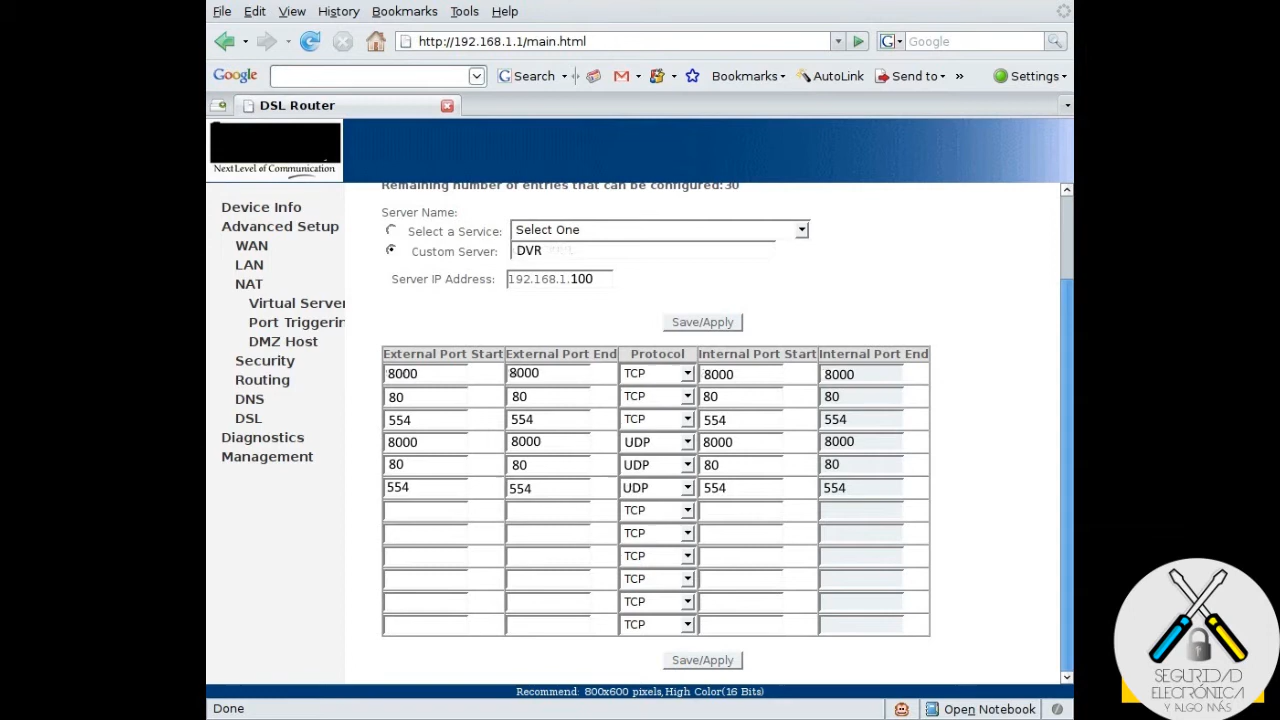 File Edit View History Bookmarks Tools Help
http://192.168.1.1/main.html
Google
Google
Search
Bookmarks
AutoLink
Send to
»
Settings
DSL Router
Next Level of Communication
Remaining number of entries that can be configured:30
Device Info
Advanced Setup
WAN
LAN
NAT
Virtual Server
Port Triggerin
DMZ Host
Security
Routing
DNS
DSL
Diagnostics
Management
Server Name:
Select a Service: Select One
Custom Server: DVR
Server IP Address: 192.168.1.100
Save/Apply
External Port Start External Port End Protocol Internal Port Start Internal Port End
8000 8000 TCP 8000 8000
80 80 TCP 80 80
554 554 TCP 554 554
8000 8000 UDP 8000 8000
80 80 UDP 80 80
554 554 UDP 554 554
TCP
TCP
TCP
TCP
TCP
TCP
Save/Apply
Recommend: 800x600 pixels, High Color(16 Bits)
Done
Open Notebook
SEGURIDAD
ELECTRÓNICA
Y ALGO MÁS